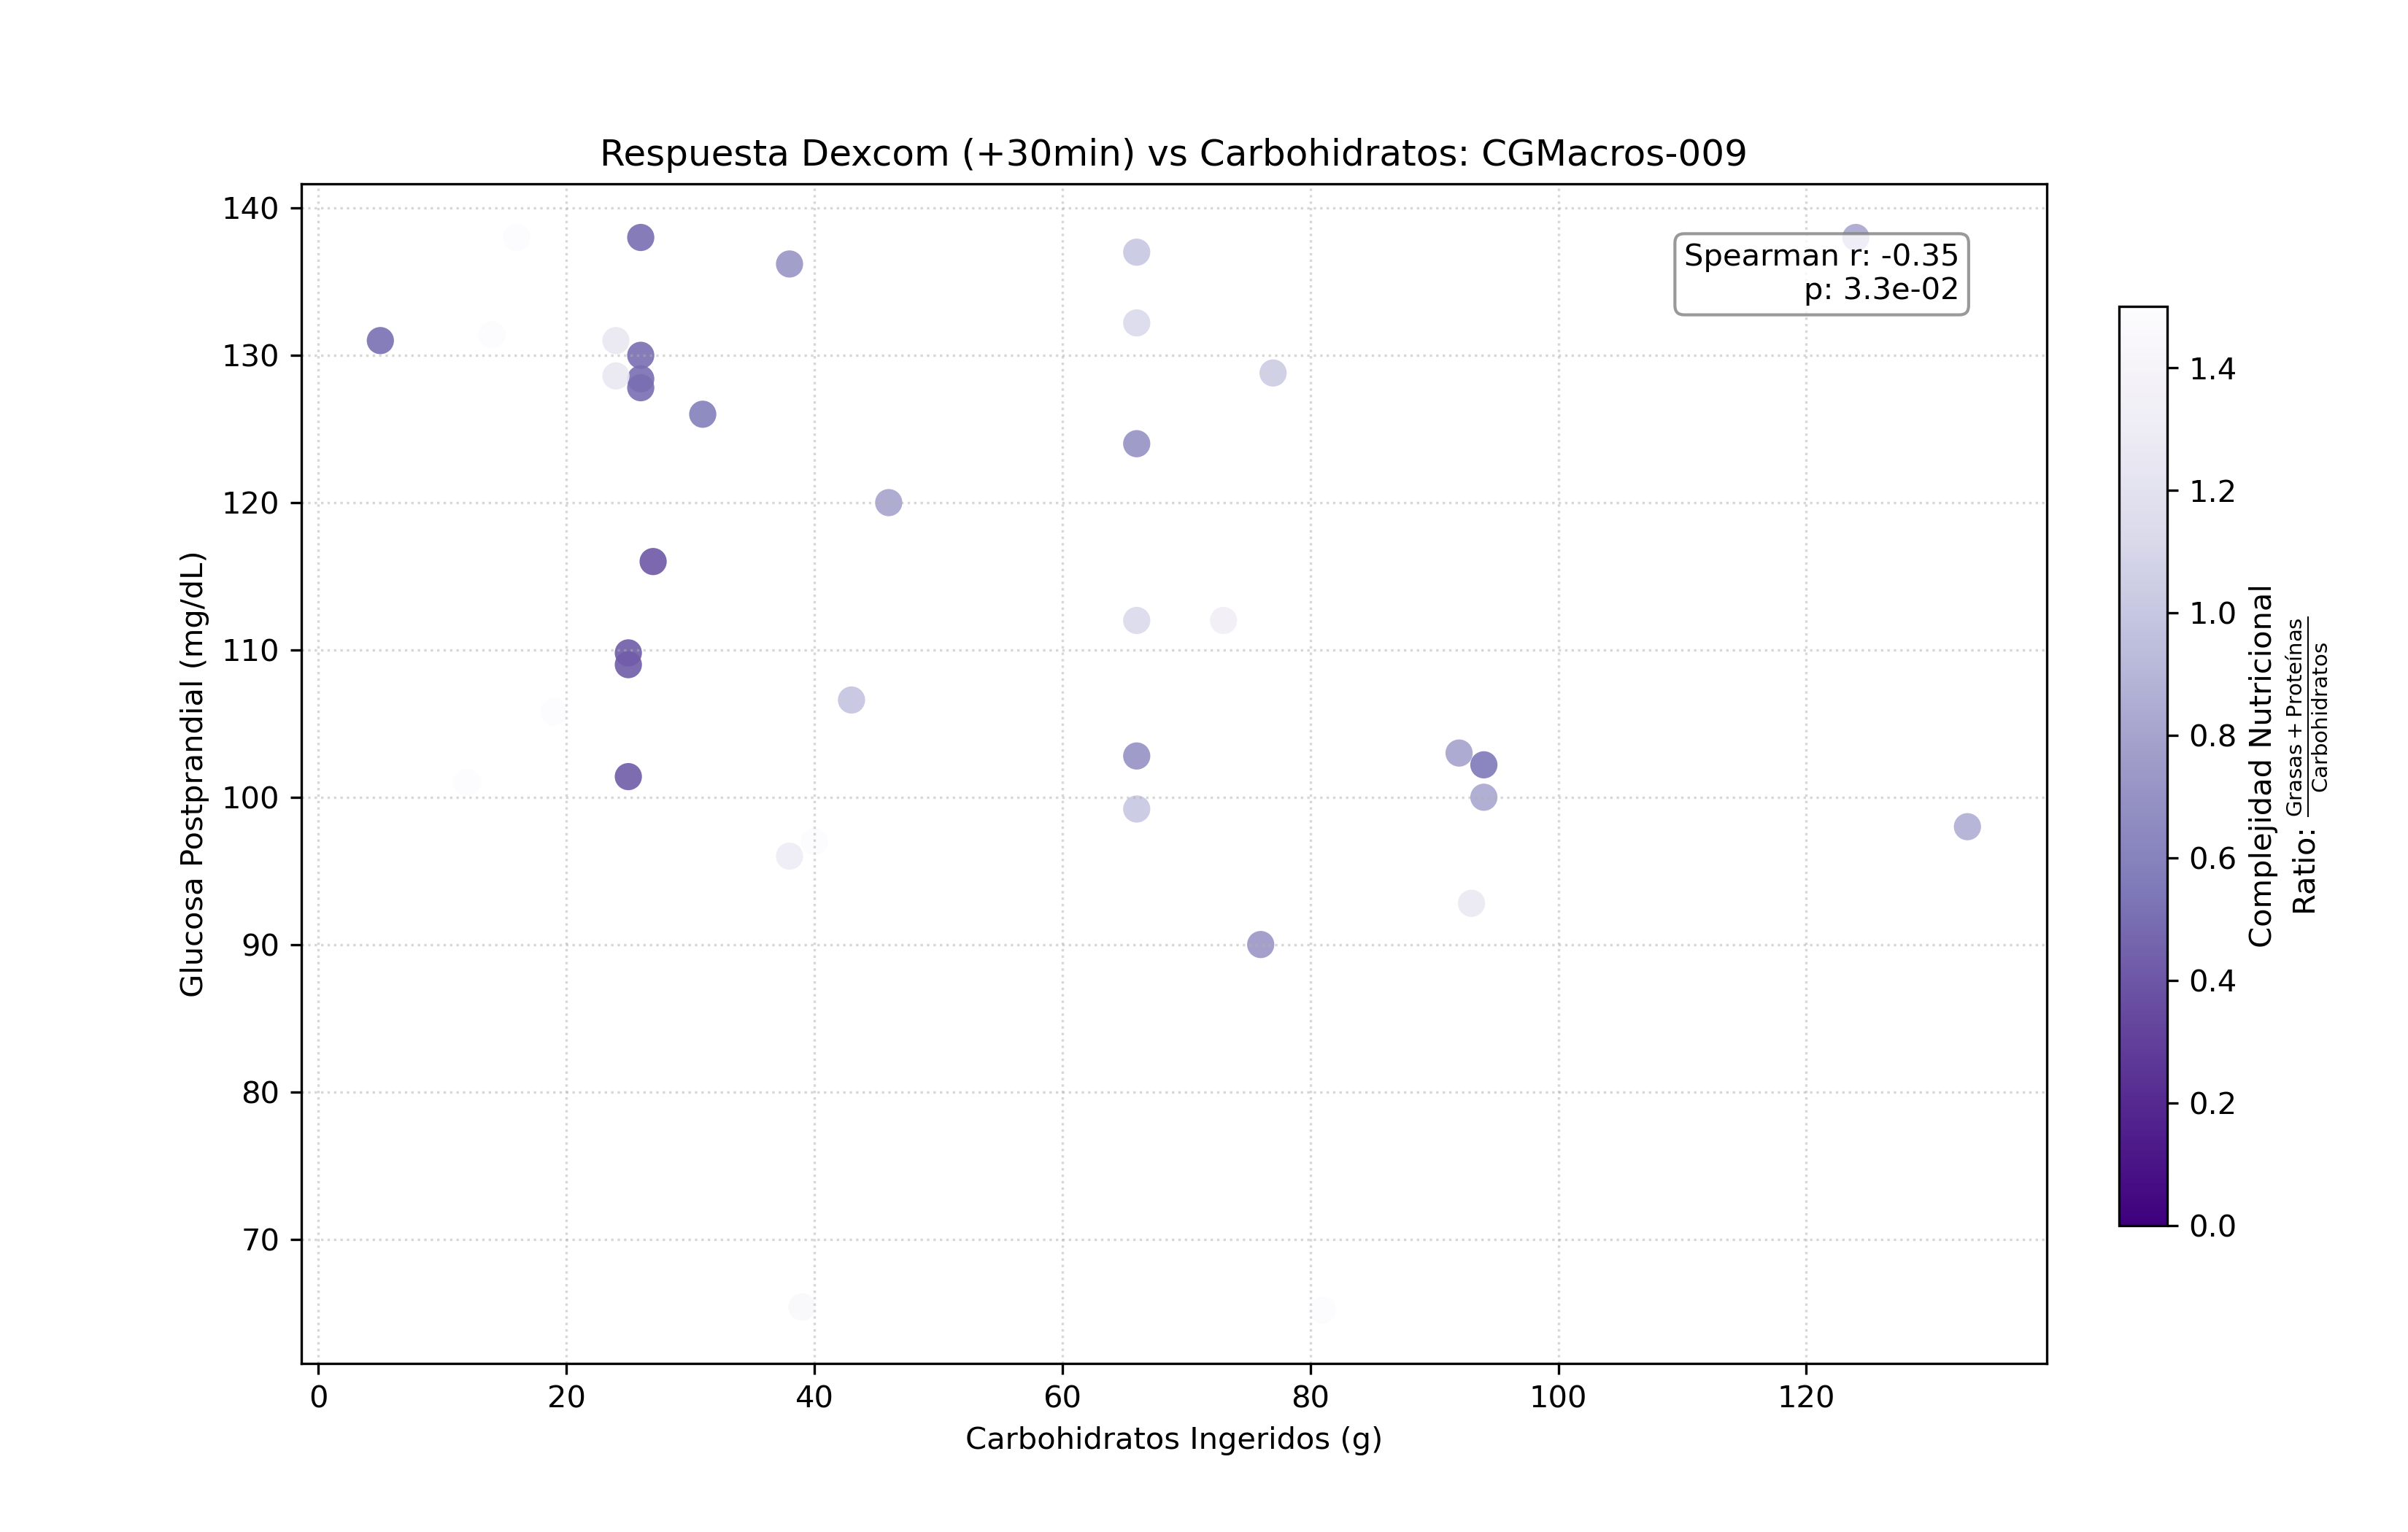 Respuesta Dexcom (+30min) vs Carbohidratos: CGMacros-009
Spearman r: -0.35
p: 3.3e-02
Glucosa Postprandial (mg/dL)
140
130
120
110
100
90
80
70
0
20
40
60
80
100
120
Carbohidratos Ingeridos (g)
1.4
1.2
1.0
0.8
0.6
0.4
0.2
0.0
Complejidad Nutricional
Ratio: Grasas + Proteínas
Carbohidratos